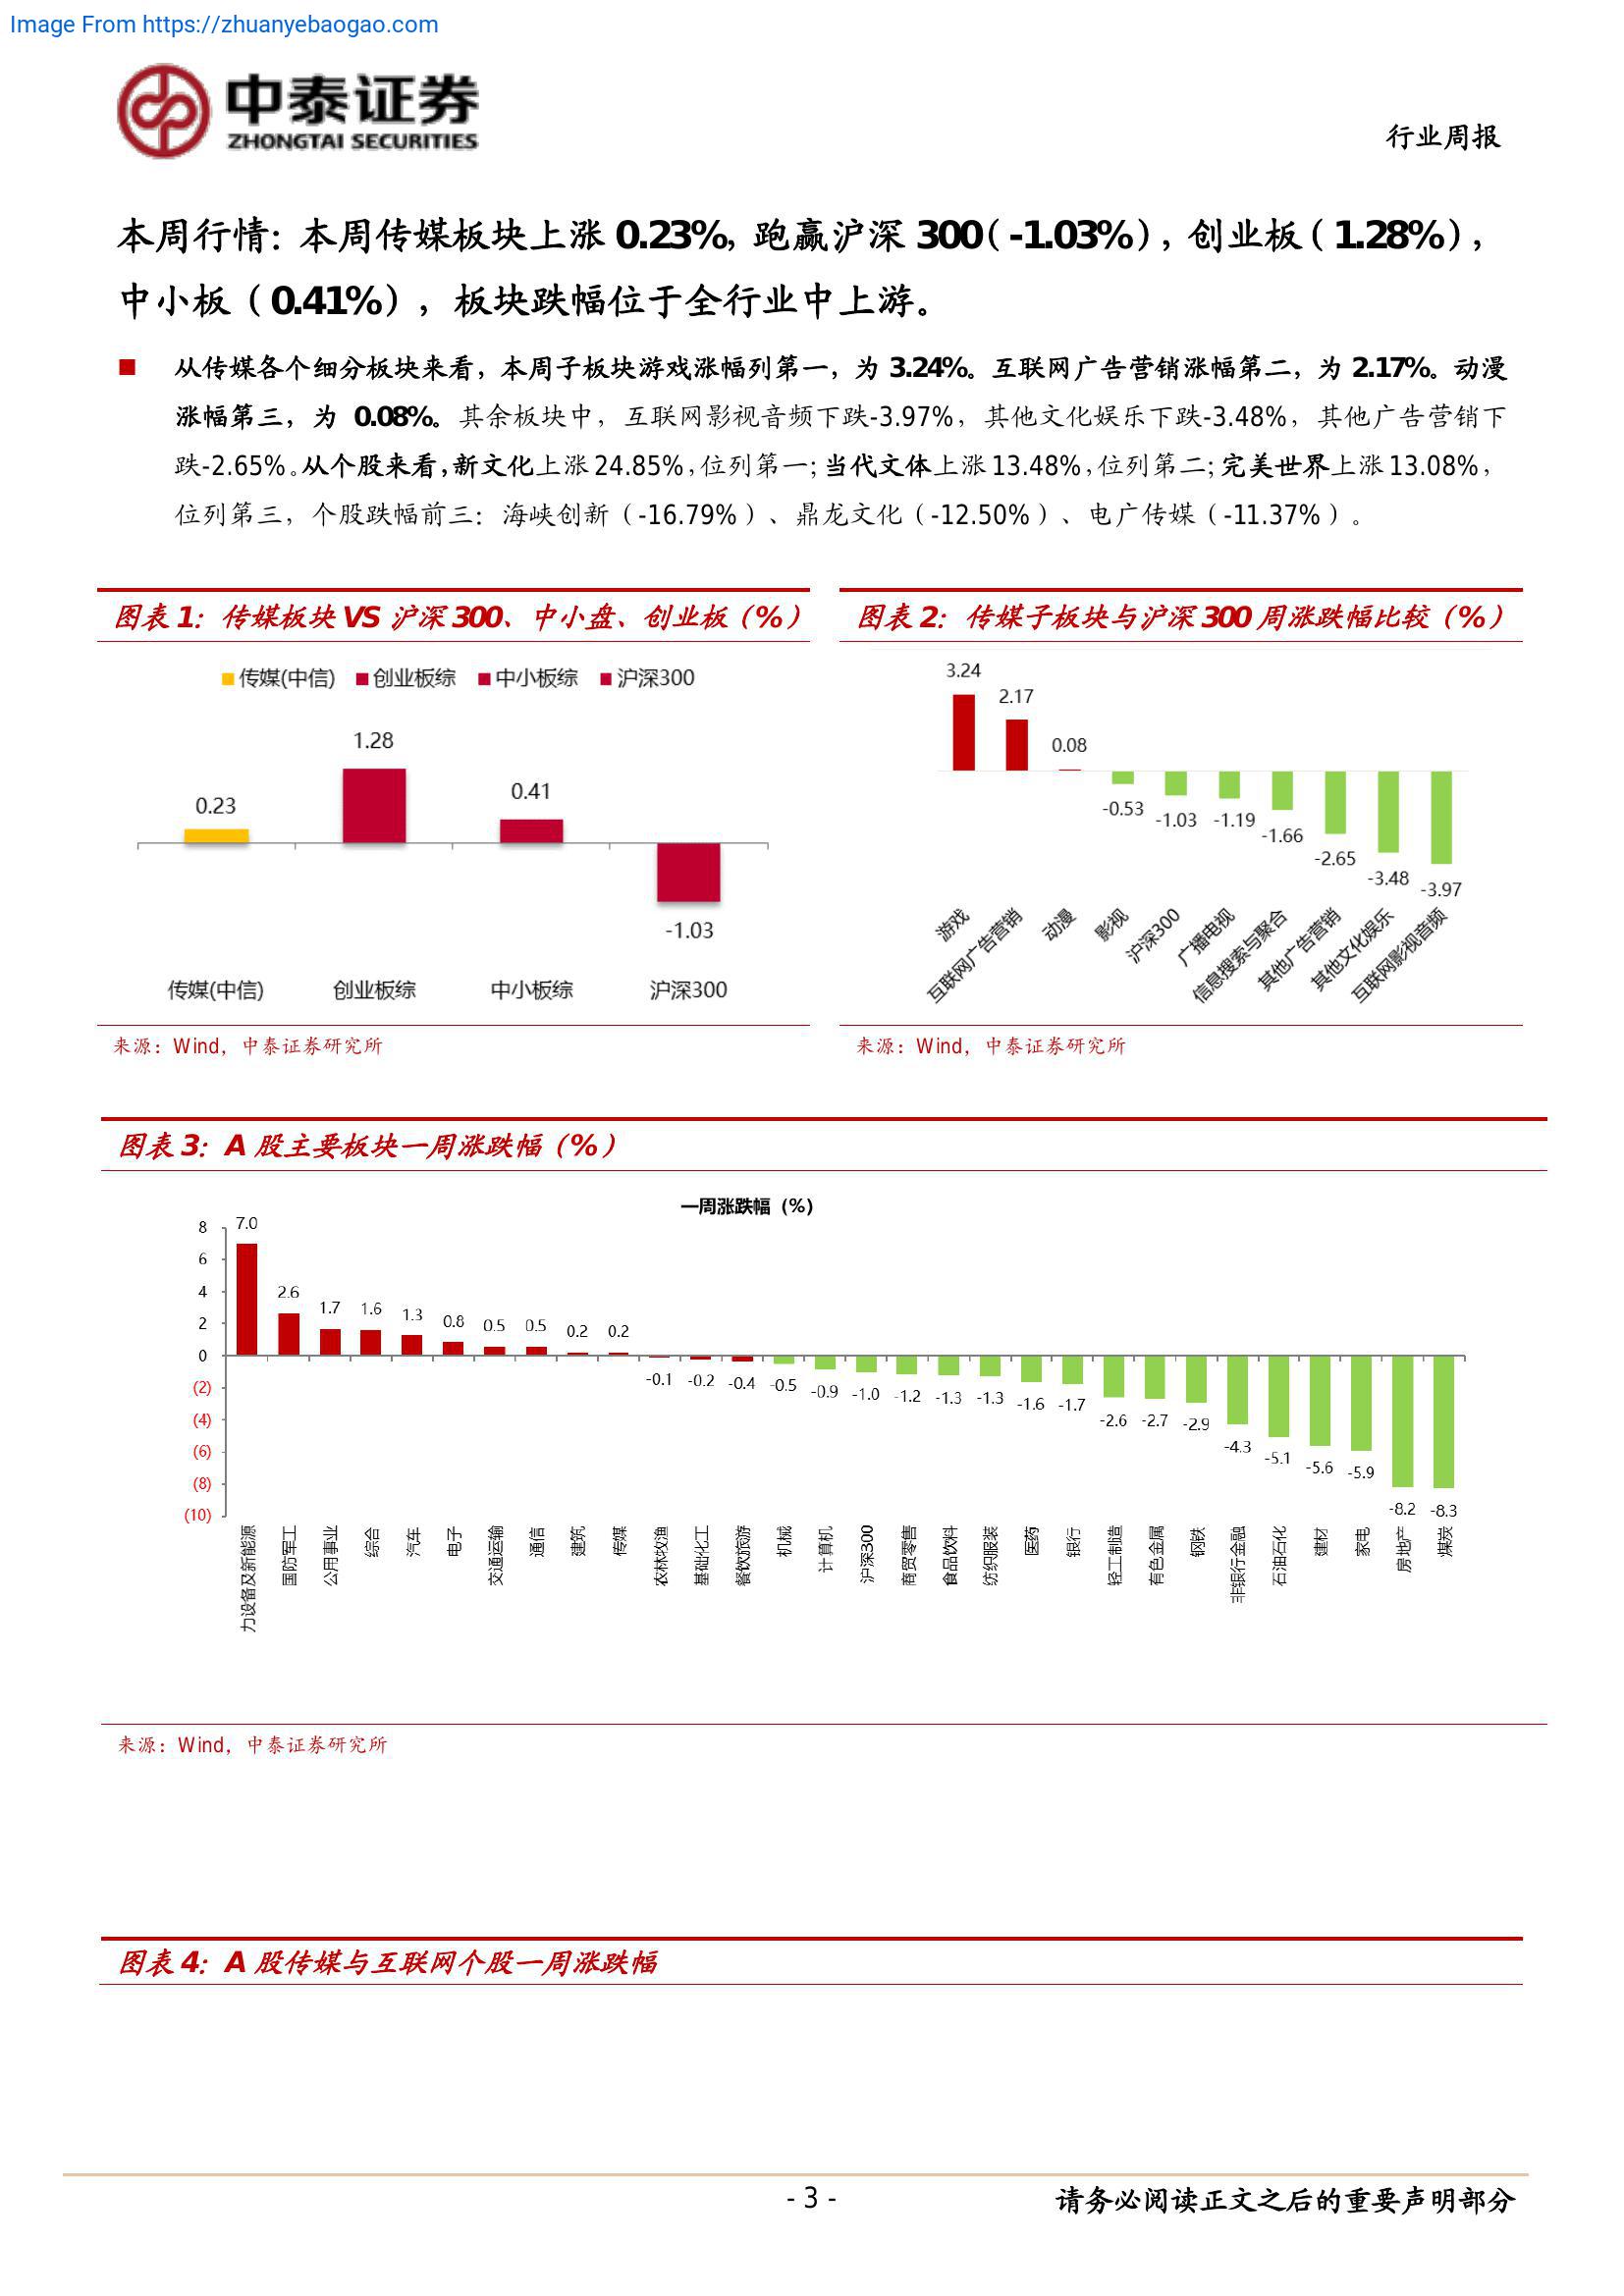 Image From https://zhuanyebaogao.com
中泰证券
ZHONGTAI SECURITIES
行业周报
本周行情：本周传媒板块上涨 0.23%，跑赢沪深 300（-1.03%），创业板（1.28%），
中小板（0.41%），板块跌幅位于全行业中上游。
■ 从传媒各个细分板块来看，本周子板块游戏涨幅列第一，为 3.24%。互联网广告营销涨幅第二，为 2.17%。动漫
涨幅第三，为 0.08%。其余板块中，互联网影视音频下跌-3.97%，其他文化娱乐下跌-3.48%，其他广告营销下
跌-2.65%。从个股来看，新文化上涨 24.85%，位列第一；当代文体上涨 13.48%，位列第二；完美世界上涨 13.08%，
位列第三，个股跌幅前三：海峡创新（-16.79%）、鼎龙文化（-12.50%）、电广传媒（-11.37%）。
图表 1：传媒板块 VS 沪深 300、中小盘、创业板（%）
传媒(中信) 创业板综 中小板综 沪深300
1.28
0.41
0.23
-1.03
传媒(中信) 创业板综 中小板综 沪深300
来源：Wind，中泰证券研究所
图表 2：传媒子板块与沪深 300 周涨跌幅比较（%）
3.24
2.17
0.08
-0.53
-1.03
-1.19
-1.66
-2.65
-3.48
-3.97
游戏
互联网广告营销
动漫
影视
沪深300
广播电视
信息搜索与聚合
其他广告营销
其他文化娱乐
互联网影视音频
来源：Wind，中泰证券研究所
图表 3：A 股主要板块一周涨跌幅（%）
一周涨跌幅（%）
8
6
4
2
0
(2)
(4)
(6)
(8)
(10)
7.0 2.6 1.7 1.6 1.3 0.8 0.5 0.5 0.2 0.2 -0.1 -0.2 -0.4 -0.5 -0.9 -1.0 -1.2 -1.3 -1.3 -1.6 -1.7 -2.6 -2.7 -2.9 -4.3 -5.1 -5.6 -5.9 -8.2 -8.3
力设备及新能源
国防军工
公用事业
综合
汽车
电子
交通运输
通信
建筑
传媒
农林牧渔
基础化工
餐饮旅游
机械
计算机
沪深300
商贸零售
食品饮料
纺织服装
医药
银行
轻工制造
有色金属
钢铁
非银行金融
石油石化
建材
家电
房地产
煤炭
来源：Wind，中泰证券研究所
图表 4：A 股传媒与互联网个股一周涨跌幅
- 3 -
请务必阅读正文之后的重要声明部分